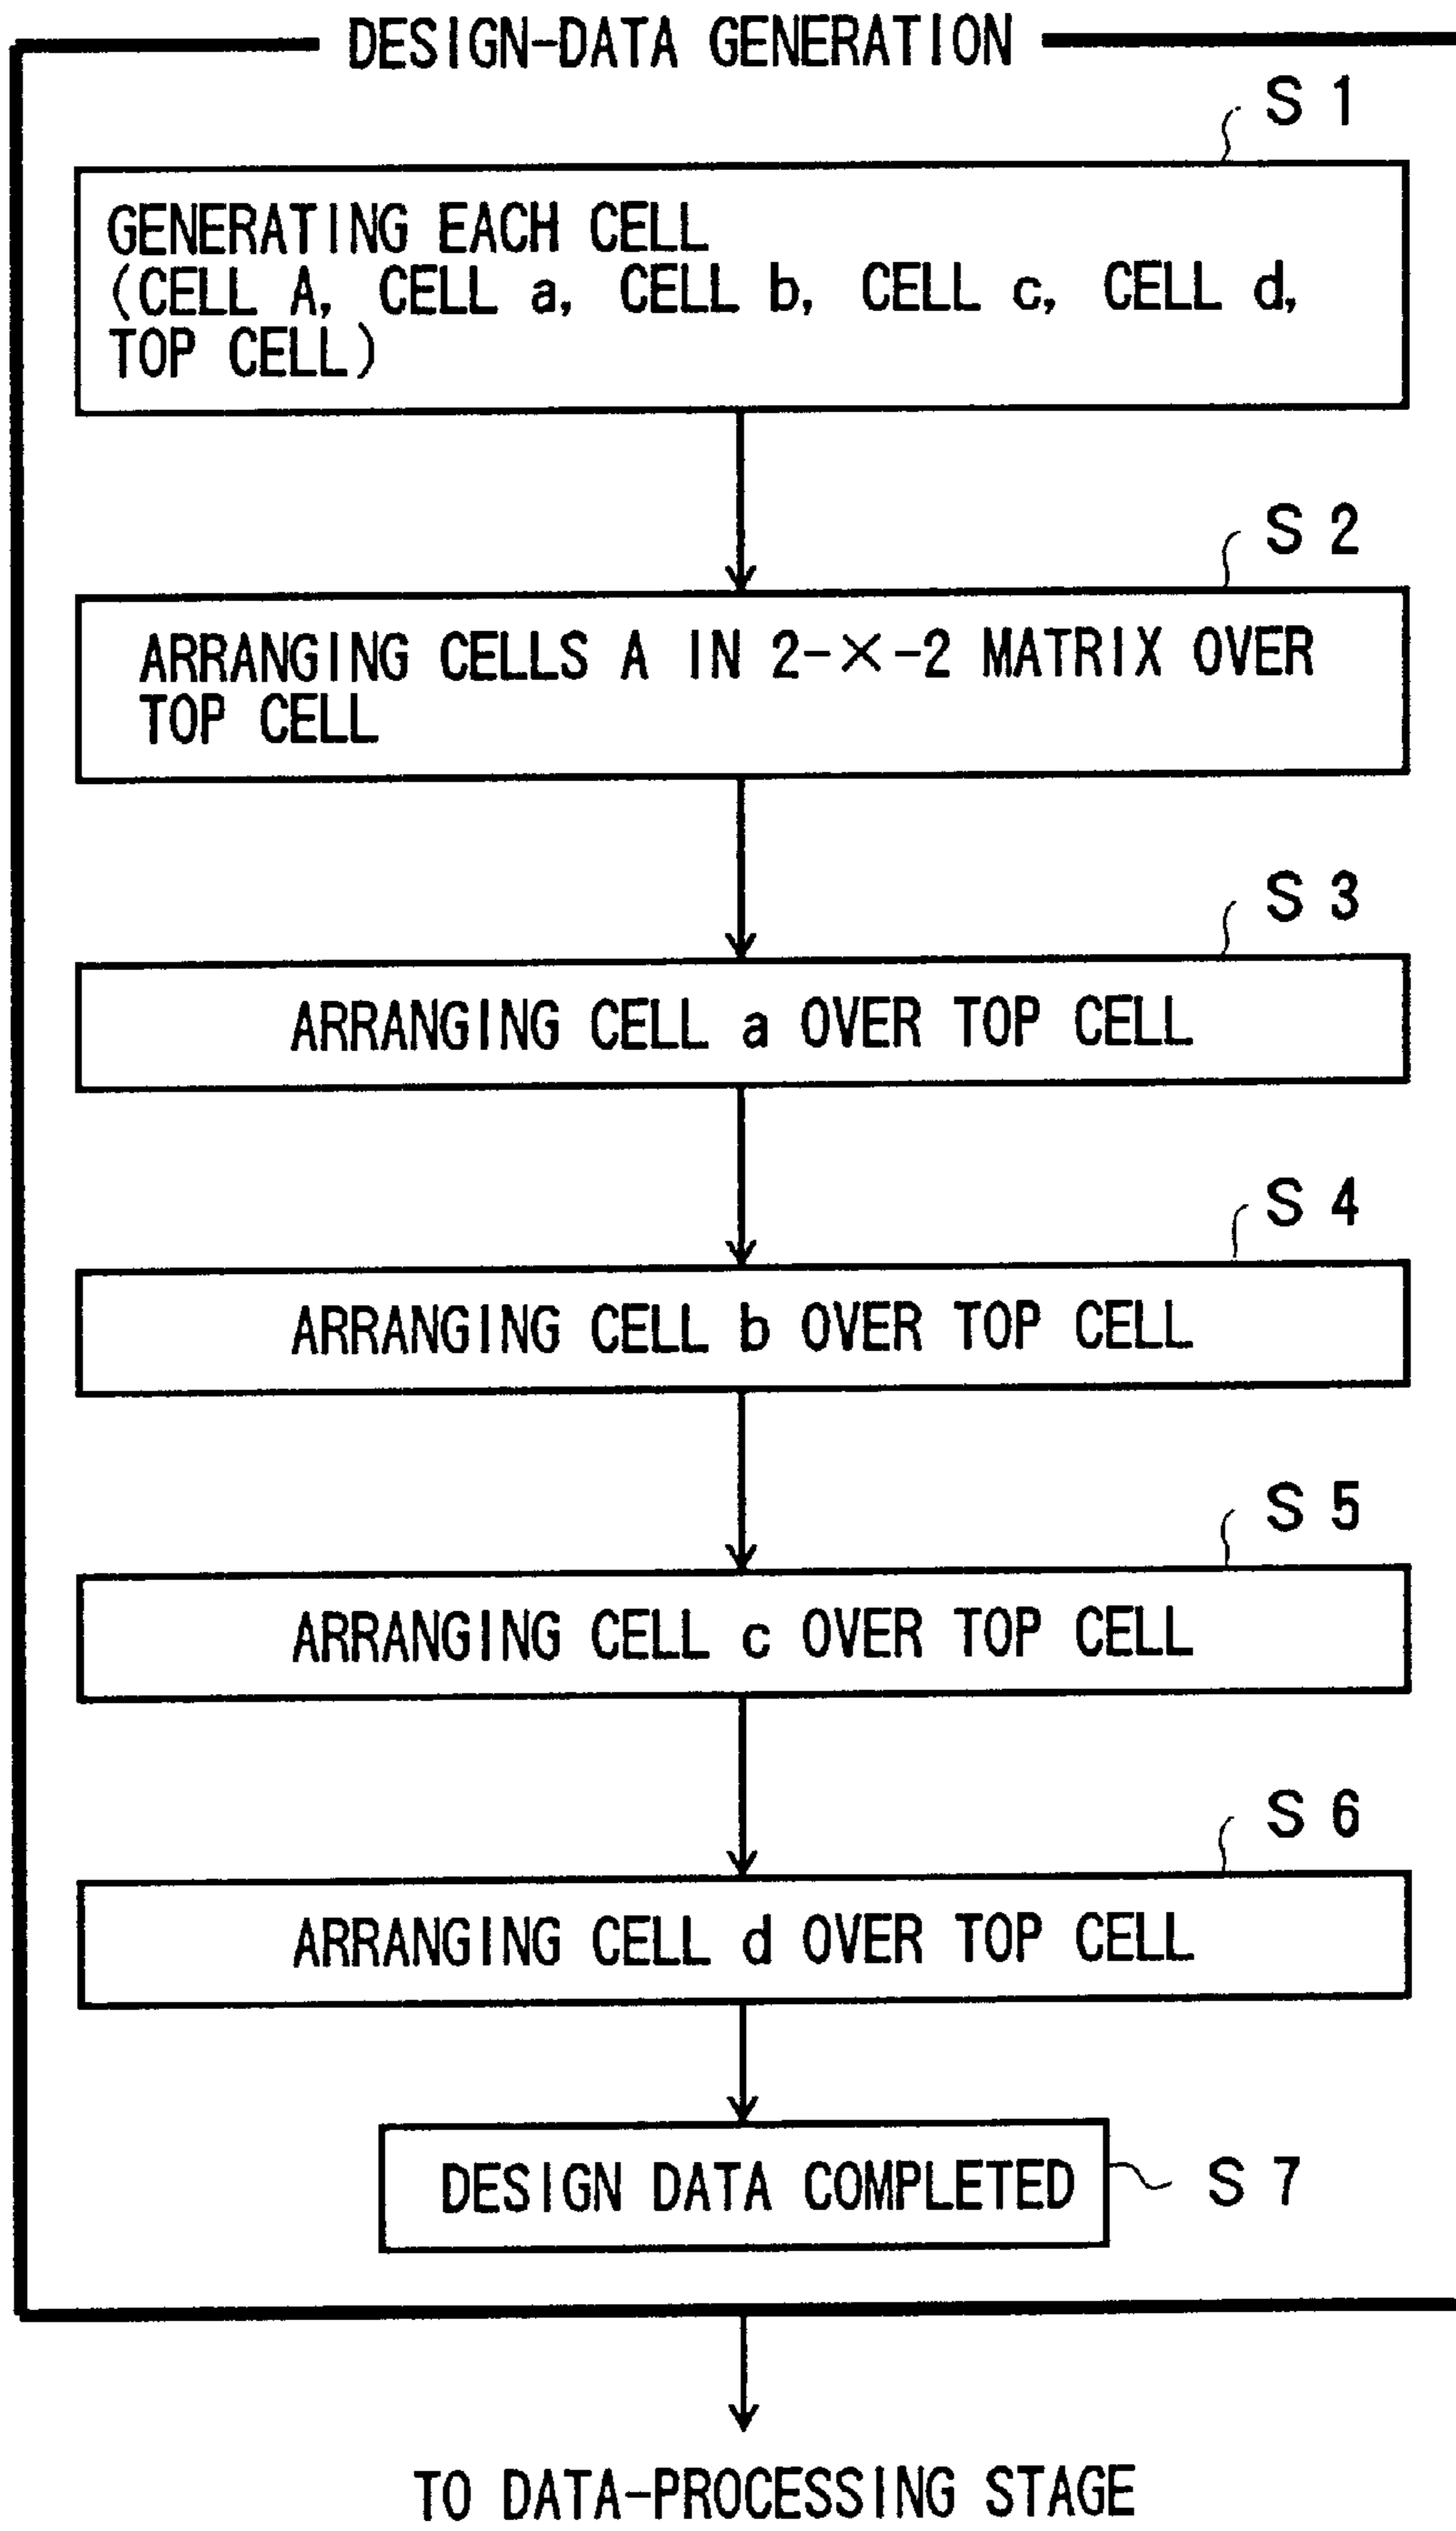 DESIGN-DATA GENERATION
S 1
GENERATING EACH CELL
(CELL A, CELL a, CELL b, CELL c, CELL d,
TOP CELL)
S 2
ARRANGING CELLS A IN 2-×-2 MATRIX OVER
TOP CELL
S 3
ARRANGING CELL a OVER TOP CELL
S 4
ARRANGING CELL b OVER TOP CELL
S 5
ARRANGING CELL c OVER TOP CELL
S 6
ARRANGING CELL d OVER TOP CELL
DESIGN DATA COMPLETED
S 7
TO DATA-PROCESSING STAGE